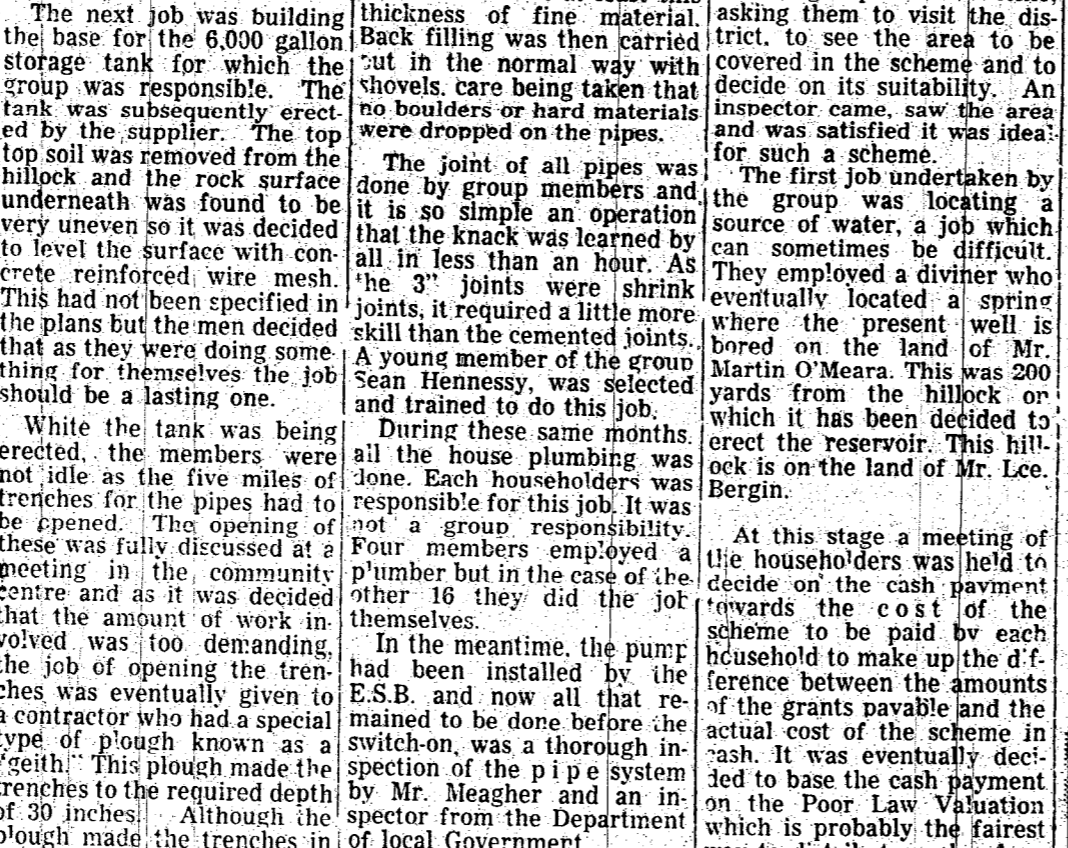 The next job was building
the base for the 6,000 gallon
storage tank for which the
group was responsible. The
tank was subsequently erect-
ed by the supplier. The top
top soil was removed from the
hillock and the rock surface
underneath was found to be
very uneven so it was decided
to level the surface with con-
crete reinforced wire mesh.
This had not been specified in
the plans but the men decided
that as they were doing some-
thing for themselves the job
should be a lasting one.
White the tank was being
erected, the members were
not idle as the five miles of
trenches for the pipes had to
be opened. The opening of
these was fully discussed at a
meeting in the community
centre and as it was decided
that the amount of work in-
volved was too demanding,
the job of opening the tren-
ches was eventually given to
a contractor who had a special
type of plough known as a
"geith." This plough made the
trenches to the required depth
of 30 inches. Although the
plough made the trenches in
thickness of fine material.
Back filling was then carried
out in the normal way with
shovels. care being taken that
no boulders or hard materials
were dropped on the pipes.
The joint of all pipes was
done by group members and
it is so simple an operation
that the knack was learned by
all in less than an hour. As
the 3" joints were shrink
joints, it required a little more
skill than the cemented joints.
A young member of the group
Sean Hennessy, was selected
and trained to do this job.
During these same months.
all the house plumbing was
done. Each householders was
responsible for this job. It was
not a group responsibility.
Four members employed a
plumber but in the case of the
other 16 they did the job
themselves.
In the meantime, the pump
had been installed by the
E.S.B. and now all that re-
mained to be done before the
switch-on, was a thorough in-
spection of the pipe system
by Mr. Meagher and an in-
spector from the Department
of local Government
asking them to visit the dis-
trict. to see the area to be
covered in the scheme and to
decide on its suitability. An
inspector came, saw the area
and was satisfied it was ideal
for such a scheme.
The first job undertaken by
the group was locating a
source of water, a job which
can sometimes be difficult.
They employed a diviner who
eventually located a spring
where the present well is
bored on the land of Mr.
Martin O'Meara. This was 200
yards from the hillock on
which it has been decided to
erect the reservoir. This hill-
ock is on the land of Mr. Lce.
Bergin.
At this stage a meeting of
the householders was held to
decide on the cash payment
towards the cost of the
scheme to be paid by each
household to make up the dif-
ference between the amounts
of the grants payable and the
actual cost of the scheme in
cash. It was eventually deci-
ded to base the cash payment
on the Poor Law Valuation
which is probably the fairest